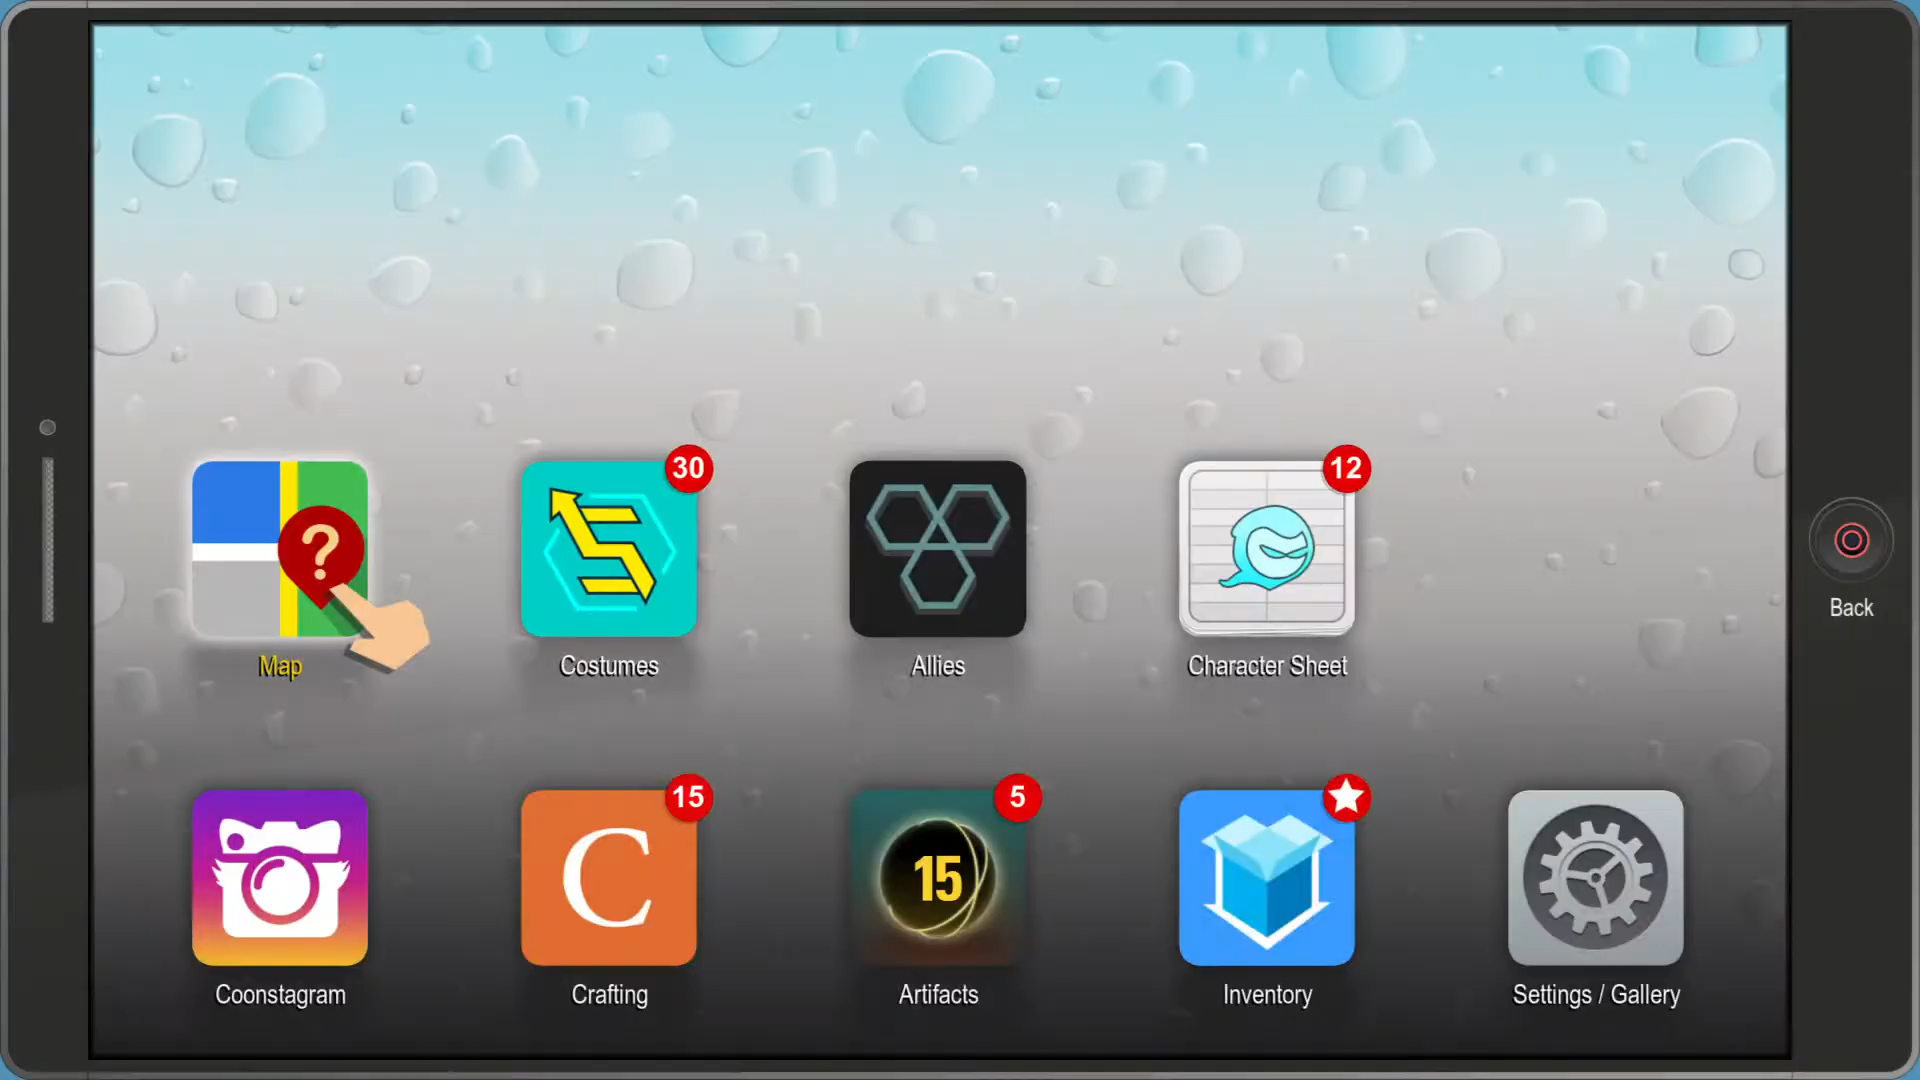 30
12
?
Map
Costumes
Allies
Character Sheet
Back
15
5
C
15
Coonstagram
Crafting
Artifacts
Inventory
Settings / Gallery